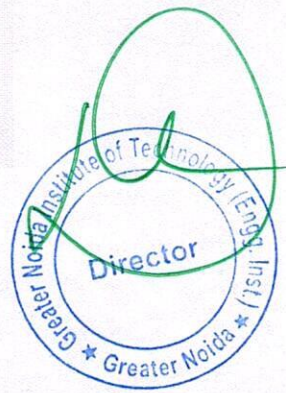 Greater Noida Institute of Technology (Engg. Inst.)
Director
★ Greater Noida ★